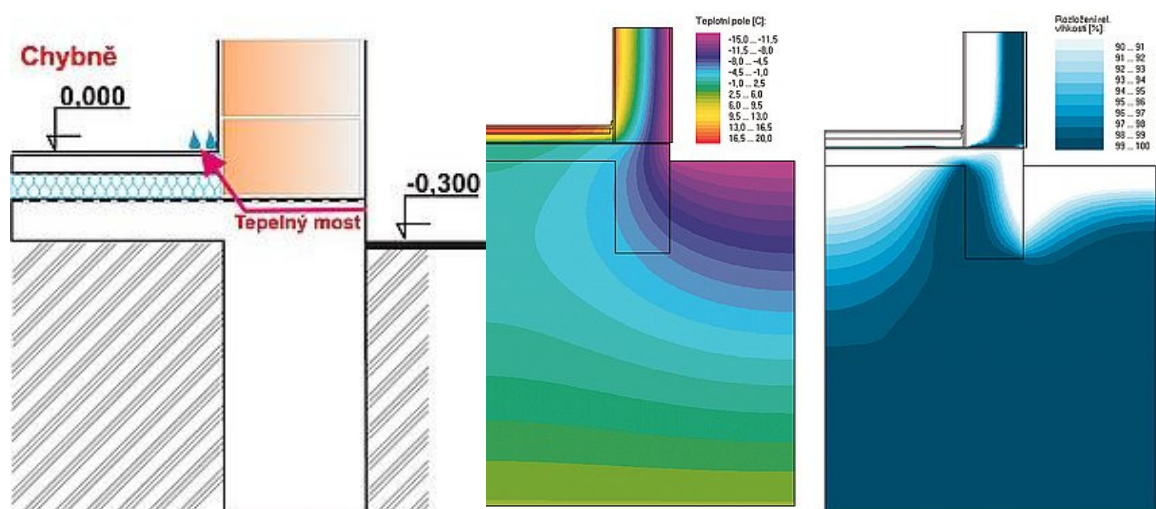 Chybně
0,000
Tepelný most
-0,300
Teplotní pole [C]:
-15,0 ... -11,5
-11,5 ... -8,0
-8,0 ... -4,5
-4,5 ... -1,0
-1,0 ... 2,5
2,5 ... 6,0
6,0 ... 9,5
9,5 ... 13,0
13,0 ... 16,5
16,5 ... 20,0
Rozložení rel.
vlhkosti [%]:
90 ... 91
91 ... 92
92 ... 93
93 ... 94
94 ... 95
95 ... 96
96 ... 97
97 ... 98
98 ... 99
99 ... 100